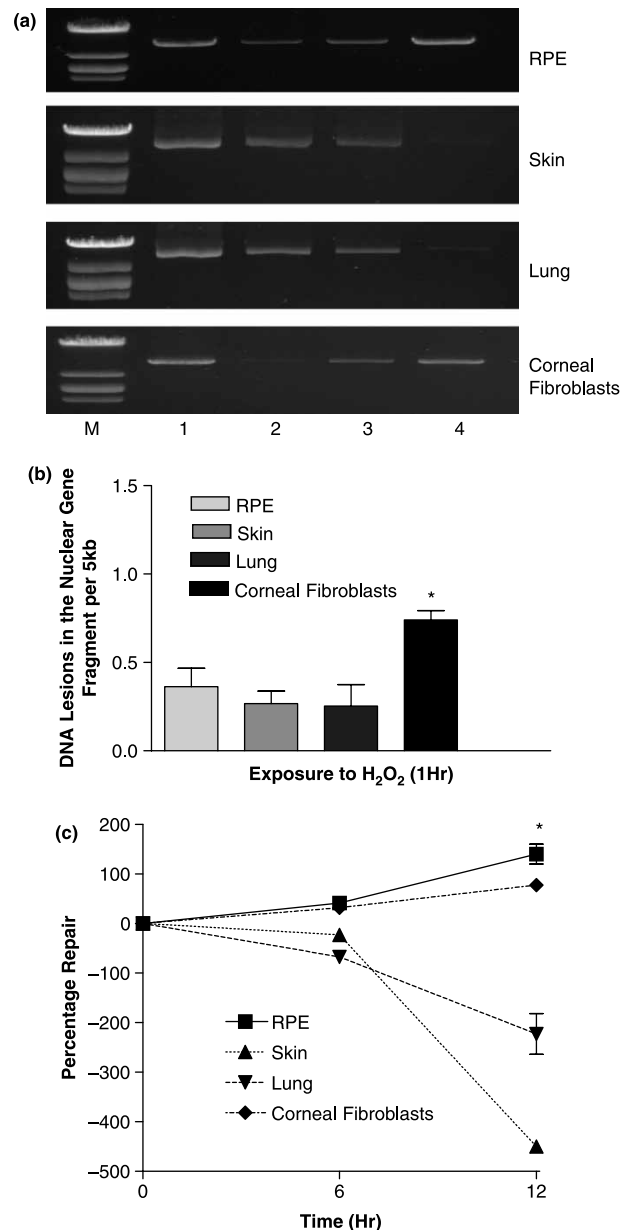 (a)
RPE
Skin
Lung
Corneal
Fibroblasts
M 1 2 3 4
(b)
DNA Lesions in the Nuclear Gene
Fragment per 5kb
1.5
1.0
0.5
0.0
RPE
Skin
Lung
Corneal Fibroblasts
*
Exposure to H₂O₂ (1Hr)
(c)
Percentage Repair
200
100
0
−100
−200
−300
−400
−500
*
RPE
Skin
Lung
Corneal Fibroblasts
0 6 12
Time (Hr)